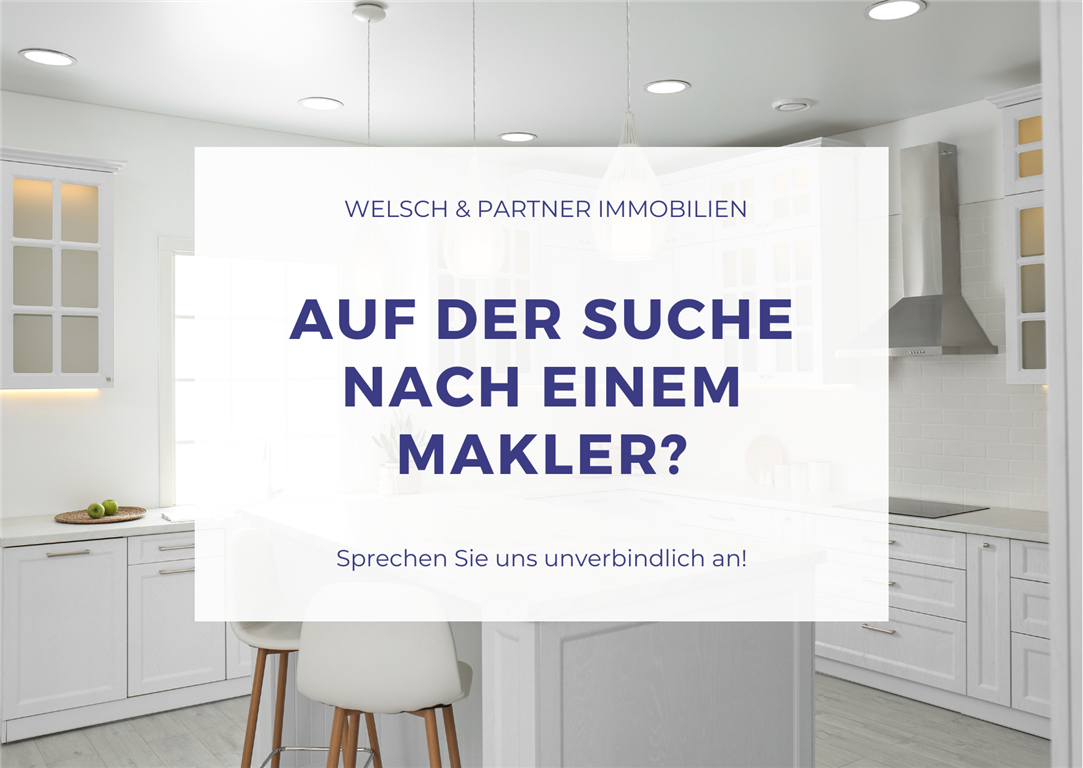 WELSCH & PARTNER IMMOBILIEN
AUF DER SUCHE
NACH EINEM
MAKLER?
Sprechen Sie uns unverbindlich an!